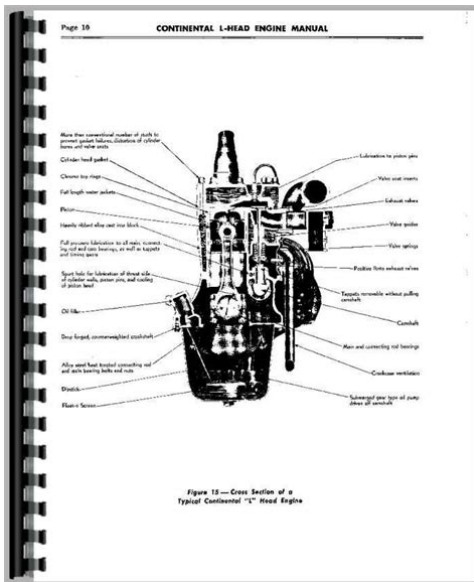 Page 16
CONTINENTAL L-HEAD ENGINE MANUAL
More than conventional number of studs to
prevent gasket failures, distortion of cylinder
bores and valve seats
Cylinder head gasket
Chrome top rings
Full length water jackets
Piston
Heavily ribbed alloy cast iron block
Full pressure lubrication to all main, connect-
ing rod and cam bearings, as well as tappets
and timing gears
Spurt hole for lubrication of thrust side
of cylinder walls, piston pins, and cooling
of piston head
Oil filler
Drop forged, counterweighted crankshaft
Alloy steel heat treated connecting rod
and main bearing bolts and nuts
Dipstick
Float-o Screen
Lubrication to piston pins
Valve seat inserts
Exhaust valves
Valve guides
Valve springs
Positive Roto exhaust valves
Tappets removable without pulling
camshaft
Camshaft
Main and connecting rod bearings
Crankcase ventilation
Submerged gear type oil pump
driven off camshaft
Figure 15 — Cross Section of a
Typical Continental "L" Head Engine